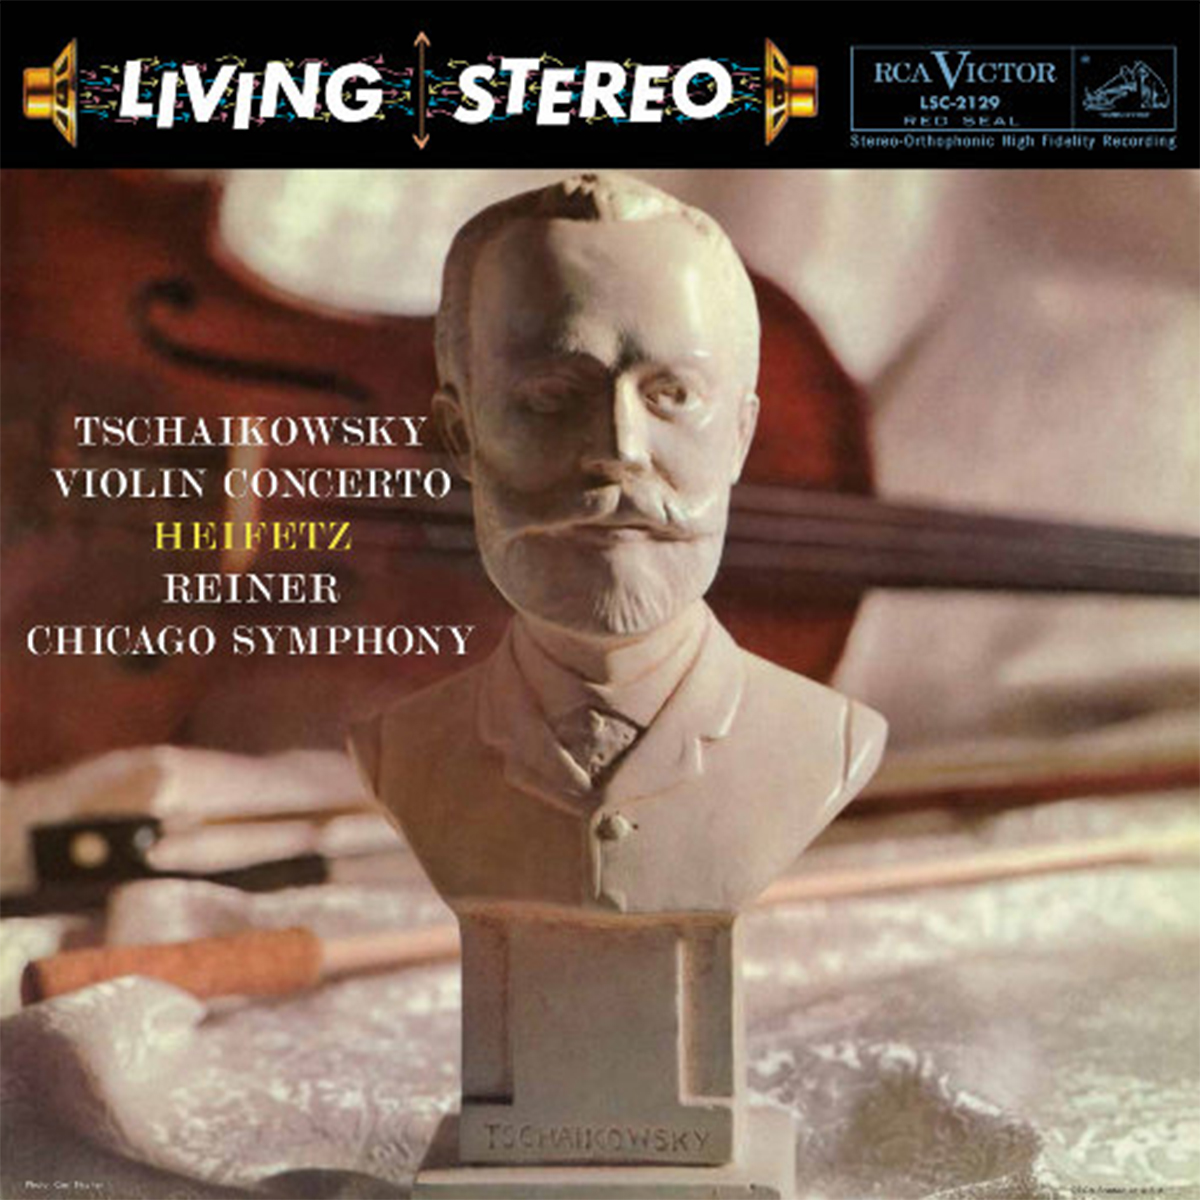 LIVING STEREO
RCA VICTOR
LSC-2129
RED SEAL
Stereo-Orthophonic High Fidelity Recording
TSCHAIKOWSKY
VIOLIN CONCERTO
HEIFETZ
REINER
CHICAGO SYMPHONY
TSCHAIKOWSKY